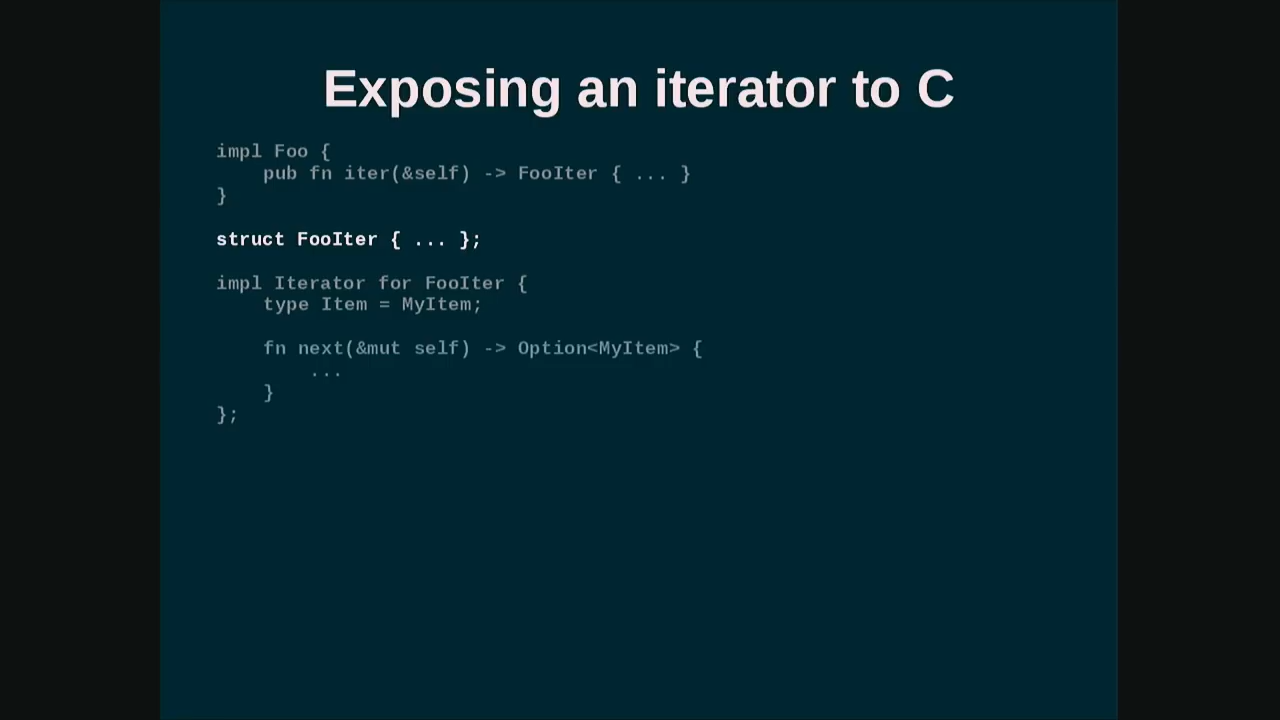 Exposing an iterator to C
impl Foo {
    pub fn iter(&self) -> FooIter { ... }
}
struct FooIter { ... };
impl Iterator for FooIter {
    type Item = MyItem;
    fn next(&mut self) -> Option<MyItem> {
        ...
    }
};